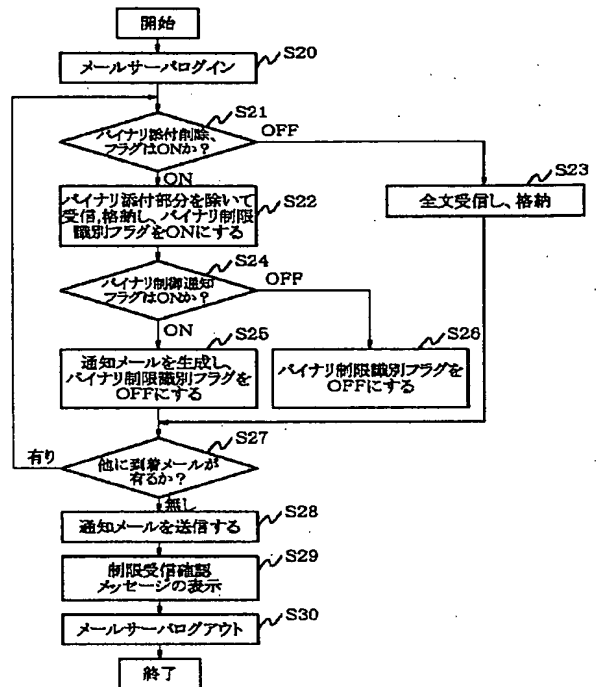 開始
メールサーバログイン
S20
S21
バイナリ添付削除、
フラグはONか?
OFF
ON
S22
バイナリ添付部分を除いて
受信,格納し、バイナリ制限
識別フラグをONにする
S23
全文受信し、格納
S24
バイナリ制御通知
フラグはONか?
OFF
ON
S25
通知メールを生成し、
バイナリ制限識別フラグを
OFFにする
S26
バイナリ制限識別フラグを
OFFにする
S27
他に到着メールが
有るか?
有り
無し
S28
通知メールを送信する
S29
制限受信確認
メッセージの表示
S30
メールサーバログアウト
終了